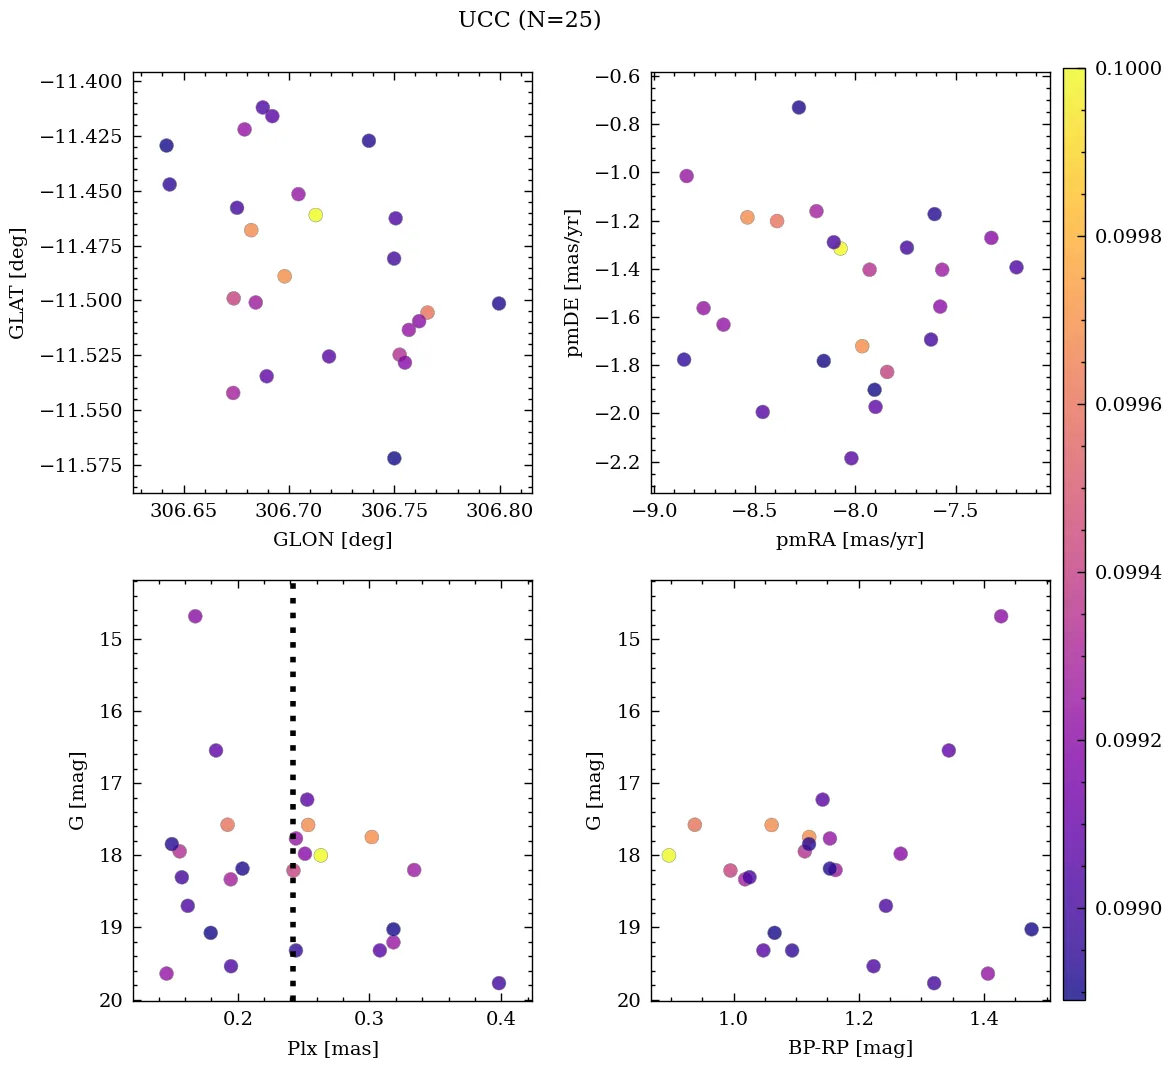 UCC (N=25)
−11.400
−11.425
−11.450
−11.475
−11.500
−11.525
−11.550
−11.575
GLAT [deg]
306.65 306.70 306.75 306.80
GLON [deg]
−0.6
−0.8
−1.0
−1.2
−1.4
−1.6
−1.8
−2.0
−2.2
pmDE [mas/yr]
−9.0 −8.5 −8.0 −7.5
pmRA [mas/yr]
15
16
17
18
19
20
G [mag]
0.2 0.3 0.4
Plx [mas]
15
16
17
18
19
20
G [mag]
1.0 1.2 1.4
BP-RP [mag]
0.1000
0.0998
0.0996
0.0994
0.0992
0.0990